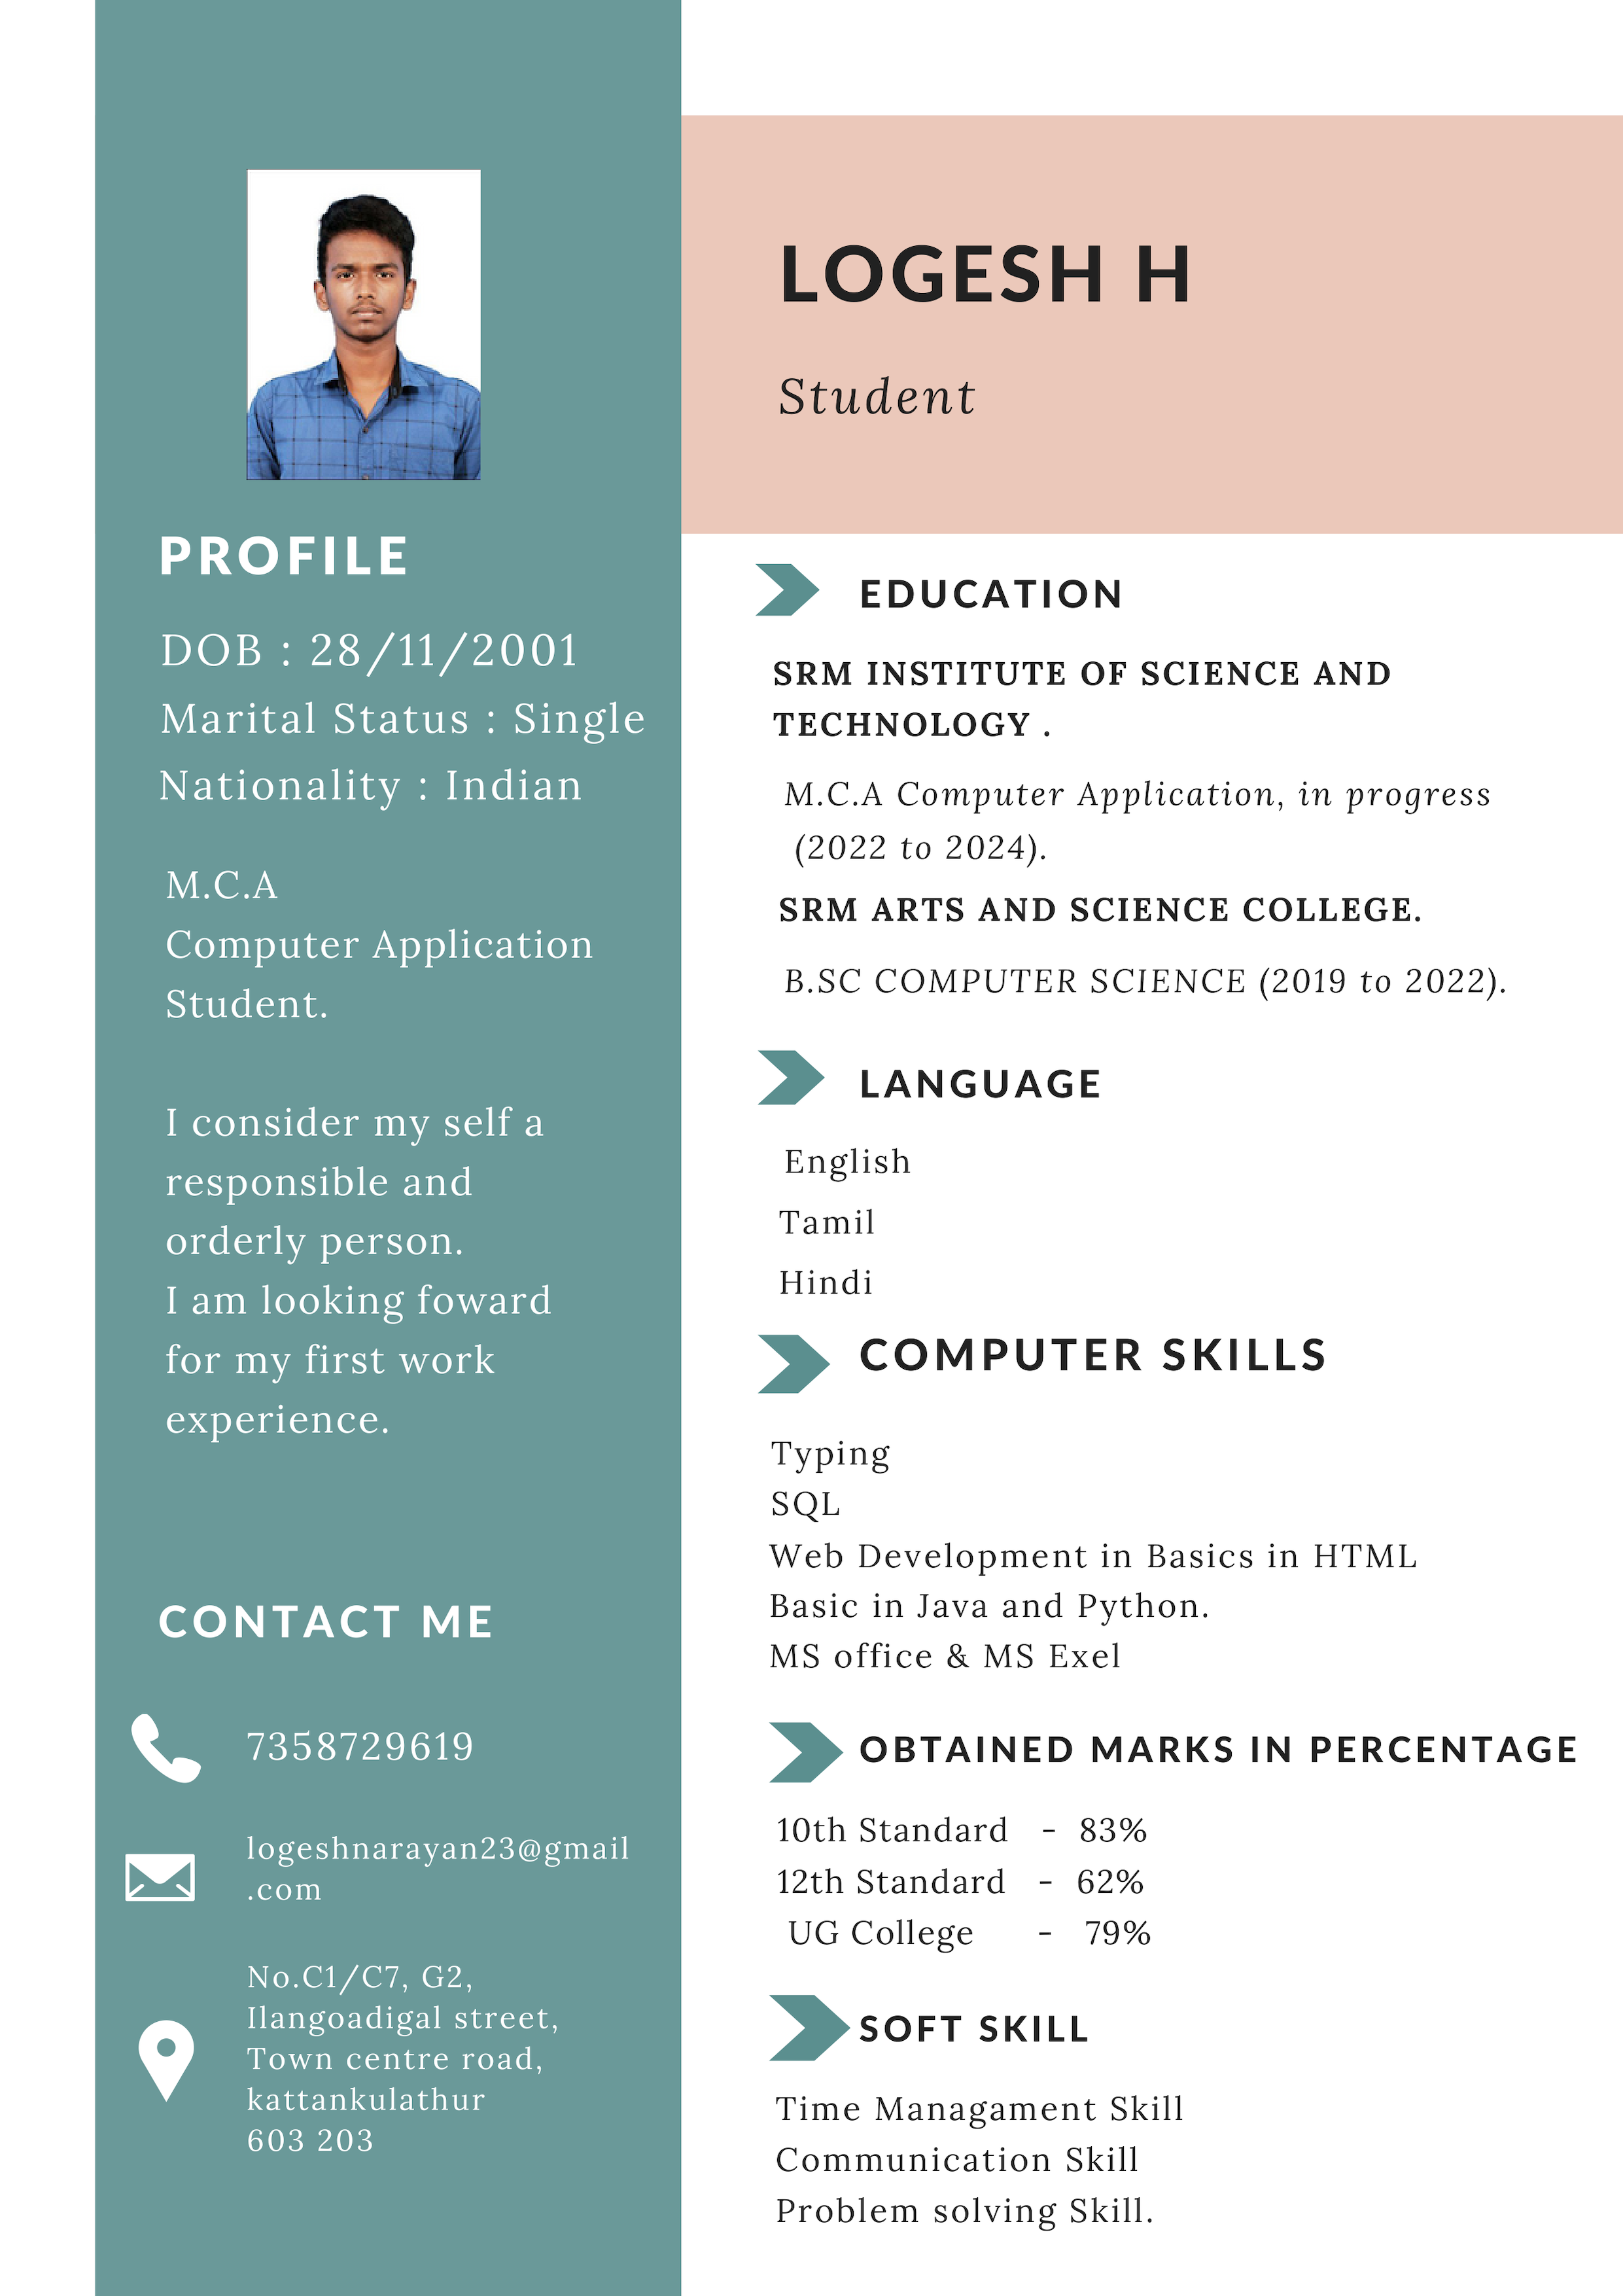 LOGESH H
Student
PROFILE
DOB : 28/11/2001
Marital Status : Single
Nationality : Indian
M.C.A
Computer Application
Student.
I consider my self a
responsible and
orderly person.
I am looking foward
for my first work
experience.
CONTACT ME
7358729619
logeshnarayan23@gmail
.com
No.C1/C7, G2,
Ilangoadigal street,
Town centre road,
kattankulathur
603 203
EDUCATION
SRM INSTITUTE OF SCIENCE AND
TECHNOLOGY .
M.C.A Computer Application, in progress
(2022 to 2024).
SRM ARTS AND SCIENCE COLLEGE.
B.SC COMPUTER SCIENCE (2019 to 2022).
LANGUAGE
English
Tamil
Hindi
COMPUTER SKILLS
Typing
SQL
Web Development in Basics in HTML
Basic in Java and Python.
MS office & MS Exel
OBTAINED MARKS IN PERCENTAGE
10th Standard - 83%
12th Standard - 62%
UG College - 79%
SOFT SKILL
Time Managament Skill
Communication Skill
Problem solving Skill.